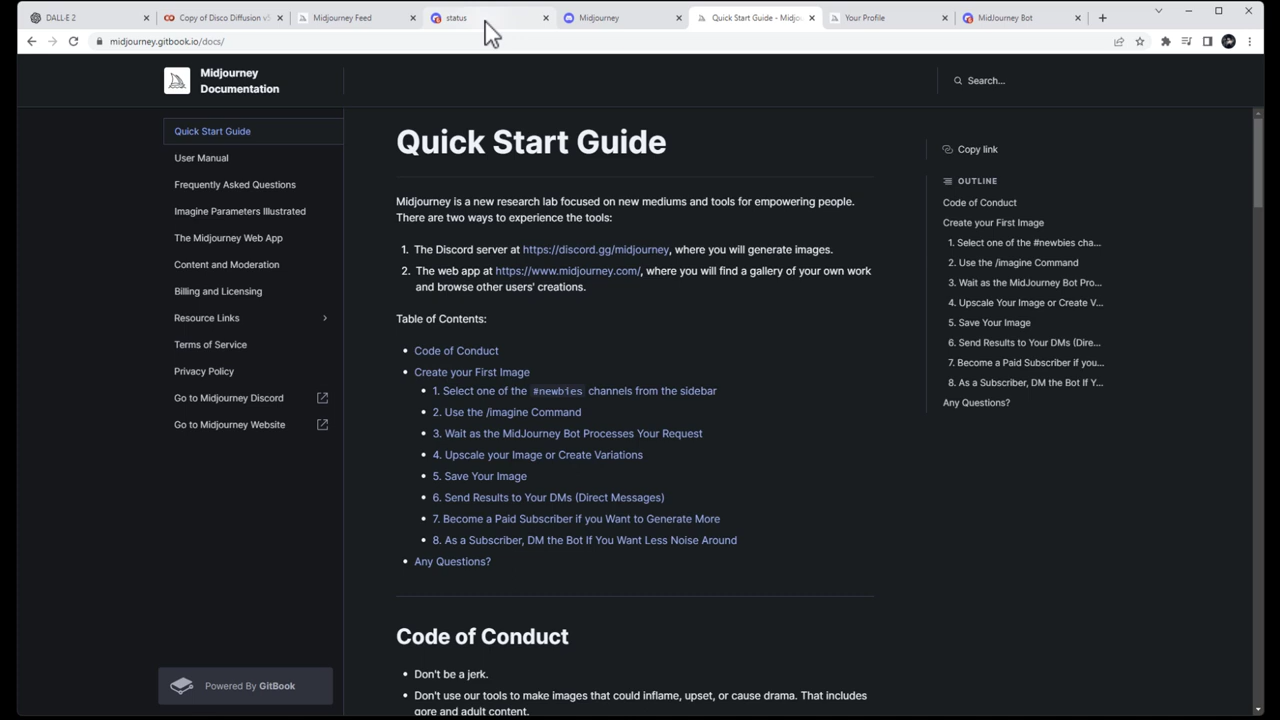 DALL-E 2
Copy of Disco Diffusion v5
Midjourney Feed
status
Midjourney
Quick Start Guide - Midjo
Your Profile
MidJourney Bot
midjourney.gitbook.io/docs/
Midjourney
Documentation
Search...
Quick Start Guide
User Manual
Frequently Asked Questions
Imagine Parameters Illustrated
The Midjourney Web App
Content and Moderation
Billing and Licensing
Resource Links
Terms of Service
Privacy Policy
Go to Midjourney Discord
Go to Midjourney Website
Powered By GitBook
Quick Start Guide
Midjourney is a new research lab focused on new mediums and tools for empowering people.
There are two ways to experience the tools:
1. The Discord server at https://discord.gg/midjourney, where you will generate images.
2. The web app at https://www.midjourney.com/, where you will find a gallery of your own work
and browse other users' creations.
Table of Contents:
• Code of Conduct
• Create your First Image
• 1. Select one of the #newbies channels from the sidebar
• 2. Use the /imagine Command
• 3. Wait as the MidJourney Bot Processes Your Request
• 4. Upscale your Image or Create Variations
• 5. Save Your Image
• 6. Send Results to Your DMs (Direct Messages)
• 7. Become a Paid Subscriber if you Want to Generate More
• 8. As a Subscriber, DM the Bot If You Want Less Noise Around
• Any Questions?
Code of Conduct
• Don't be a jerk.
• Don't use our tools to make images that could inflame, upset, or cause drama. That includes
gore and adult content.
Copy link
OUTLINE
Code of Conduct
Create your First Image
1. Select one of the #newbies cha...
2. Use the /imagine Command
3. Wait as the MidJourney Bot Pro...
4. Upscale Your Image or Create V...
5. Save Your Image
6. Send Results to Your DMs (Dire...
7. Become a Paid Subscriber if you...
8. As a Subscriber, DM the Bot If Y...
Any Questions?